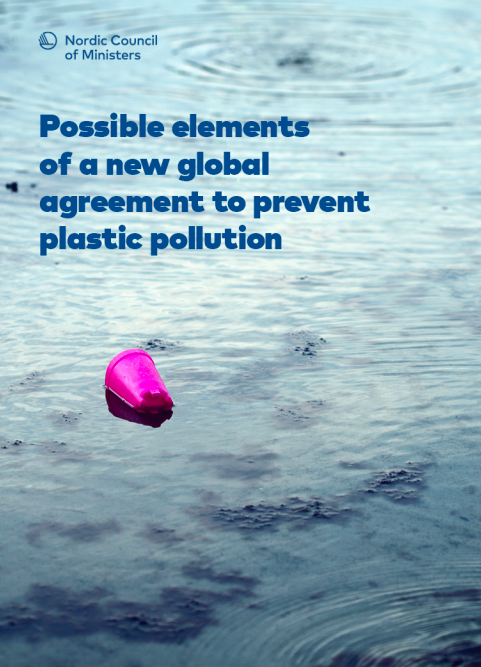 Nordic Council
of Ministers
Possible elements
of a new global
agreement to prevent
plastic pollution